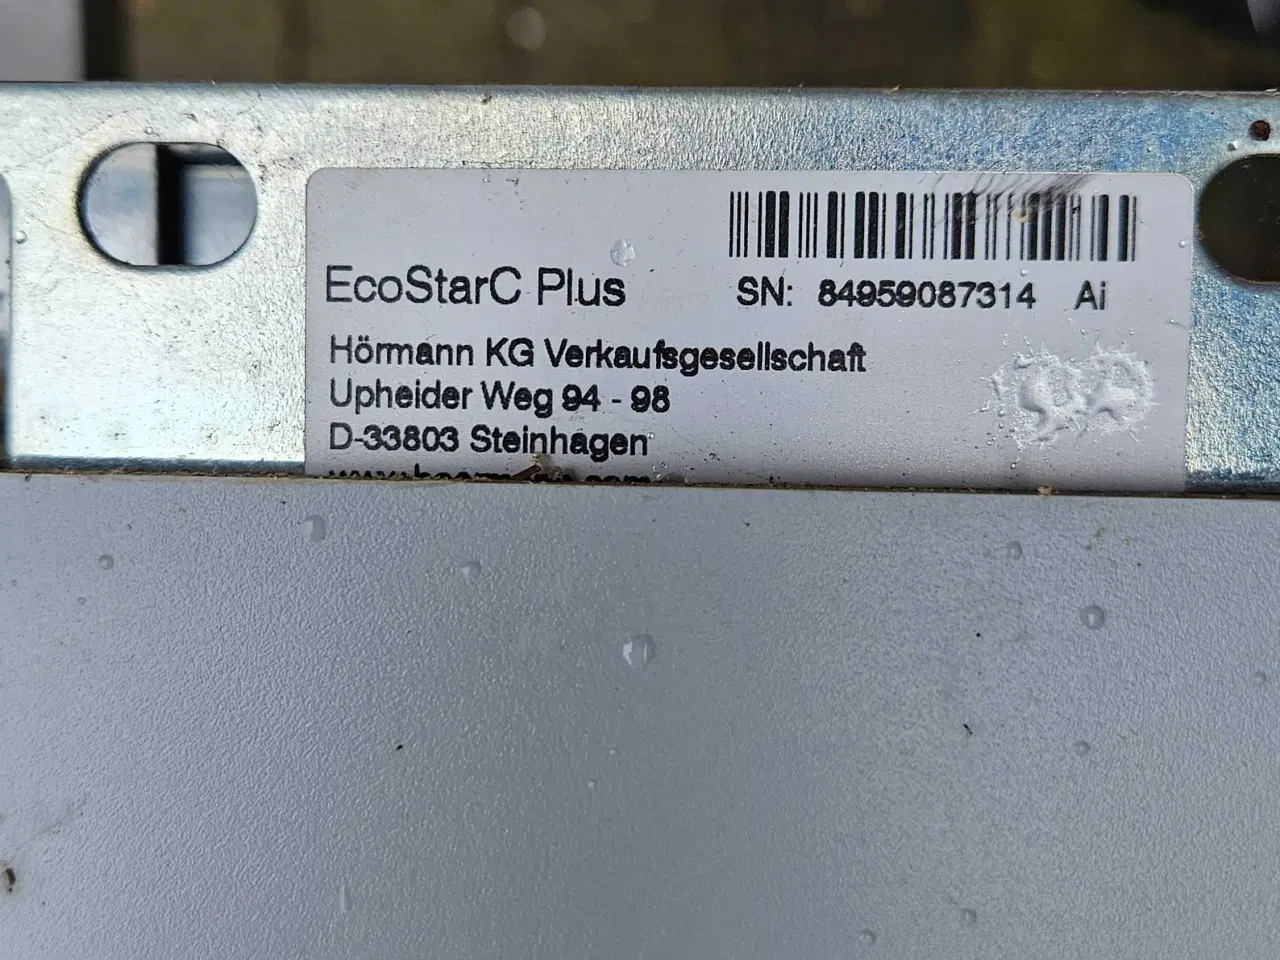 EcoStarC Plus
SN: 84959087314 Ai
Hörmann KG Verkaufsgesellschaft
Upheider Weg 94 - 98
D-33803 Steinhagen